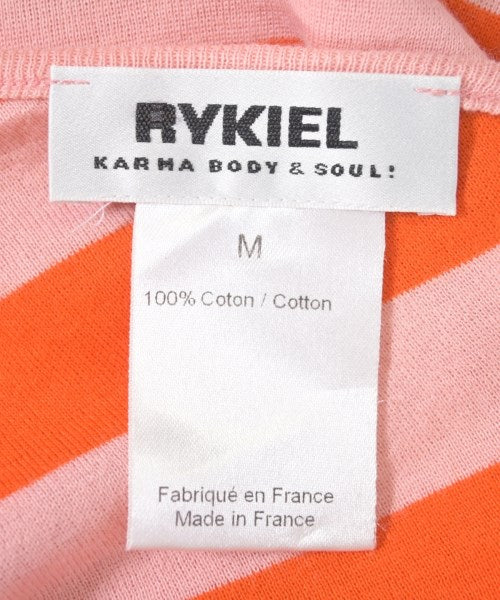 RYKIEL
KARMA BODY & SOUL!
M
100% Coton / Cotton
Fabriqué en France
Made in France